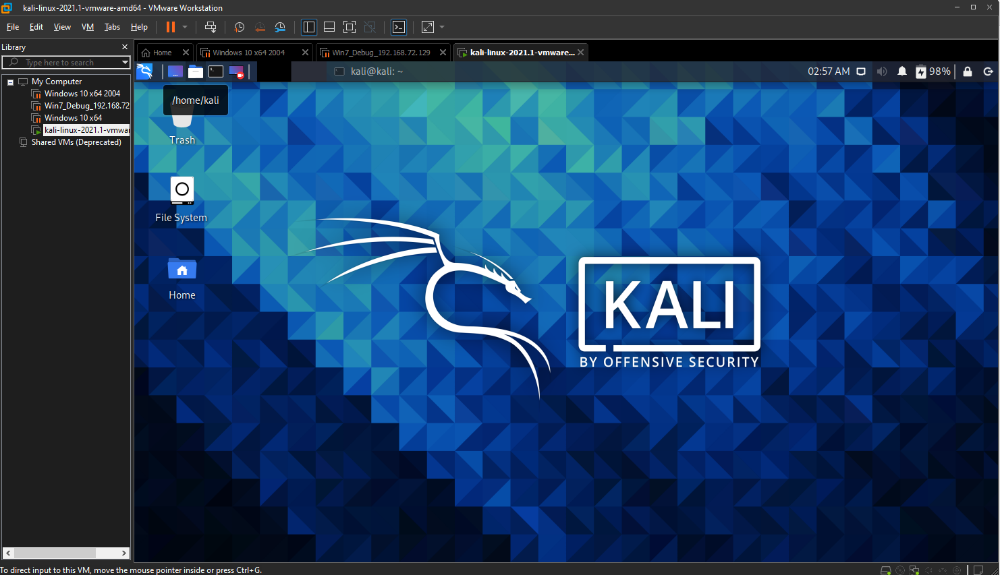 kali-linux-2021.1-vmware-amd64 - VMware Workstation
File Edit View VM Tabs Help
Library
Type here to search
My Computer
Windows 10 x64 2004
Win7_Debug_192.168.72
Windows 10 x64
kali-linux-2021.1-vmwar
Shared VMs (Deprecated)
Home
Windows 10 x64 2004
Win7_Debug_192.168.72.129
kali-linux-2021.1-vmware...
kali@kali: ~
02:57 AM
98%
/home/kali
Trash
File System
Home
KALI
BY OFFENSIVE SECURITY
To direct input to this VM, move the mouse pointer inside or press Ctrl+G.